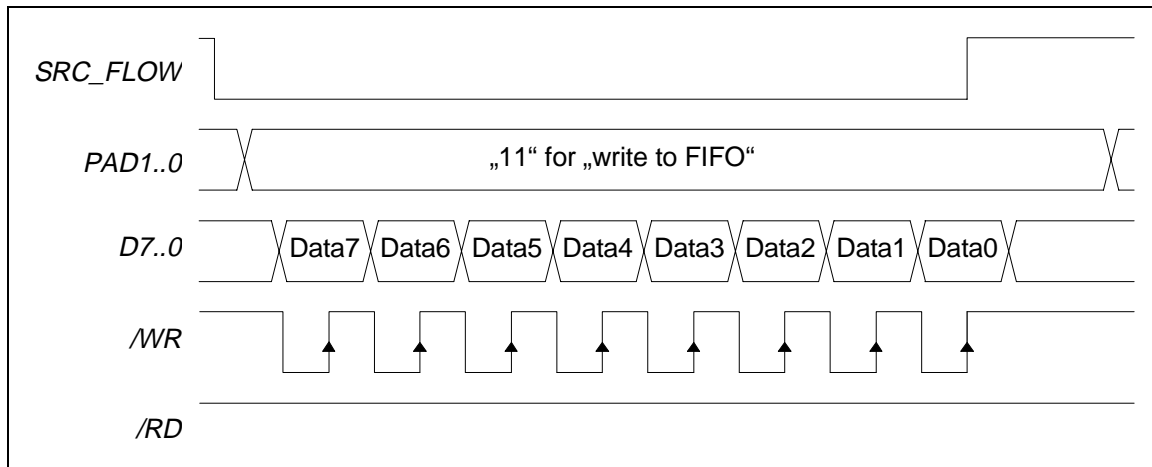 SRC_FLOW
PAD1..0
„11“ for „write to FIFO“
D7..0
Data7 Data6 Data5 Data4 Data3 Data2 Data1 Data0
/WR
/RD